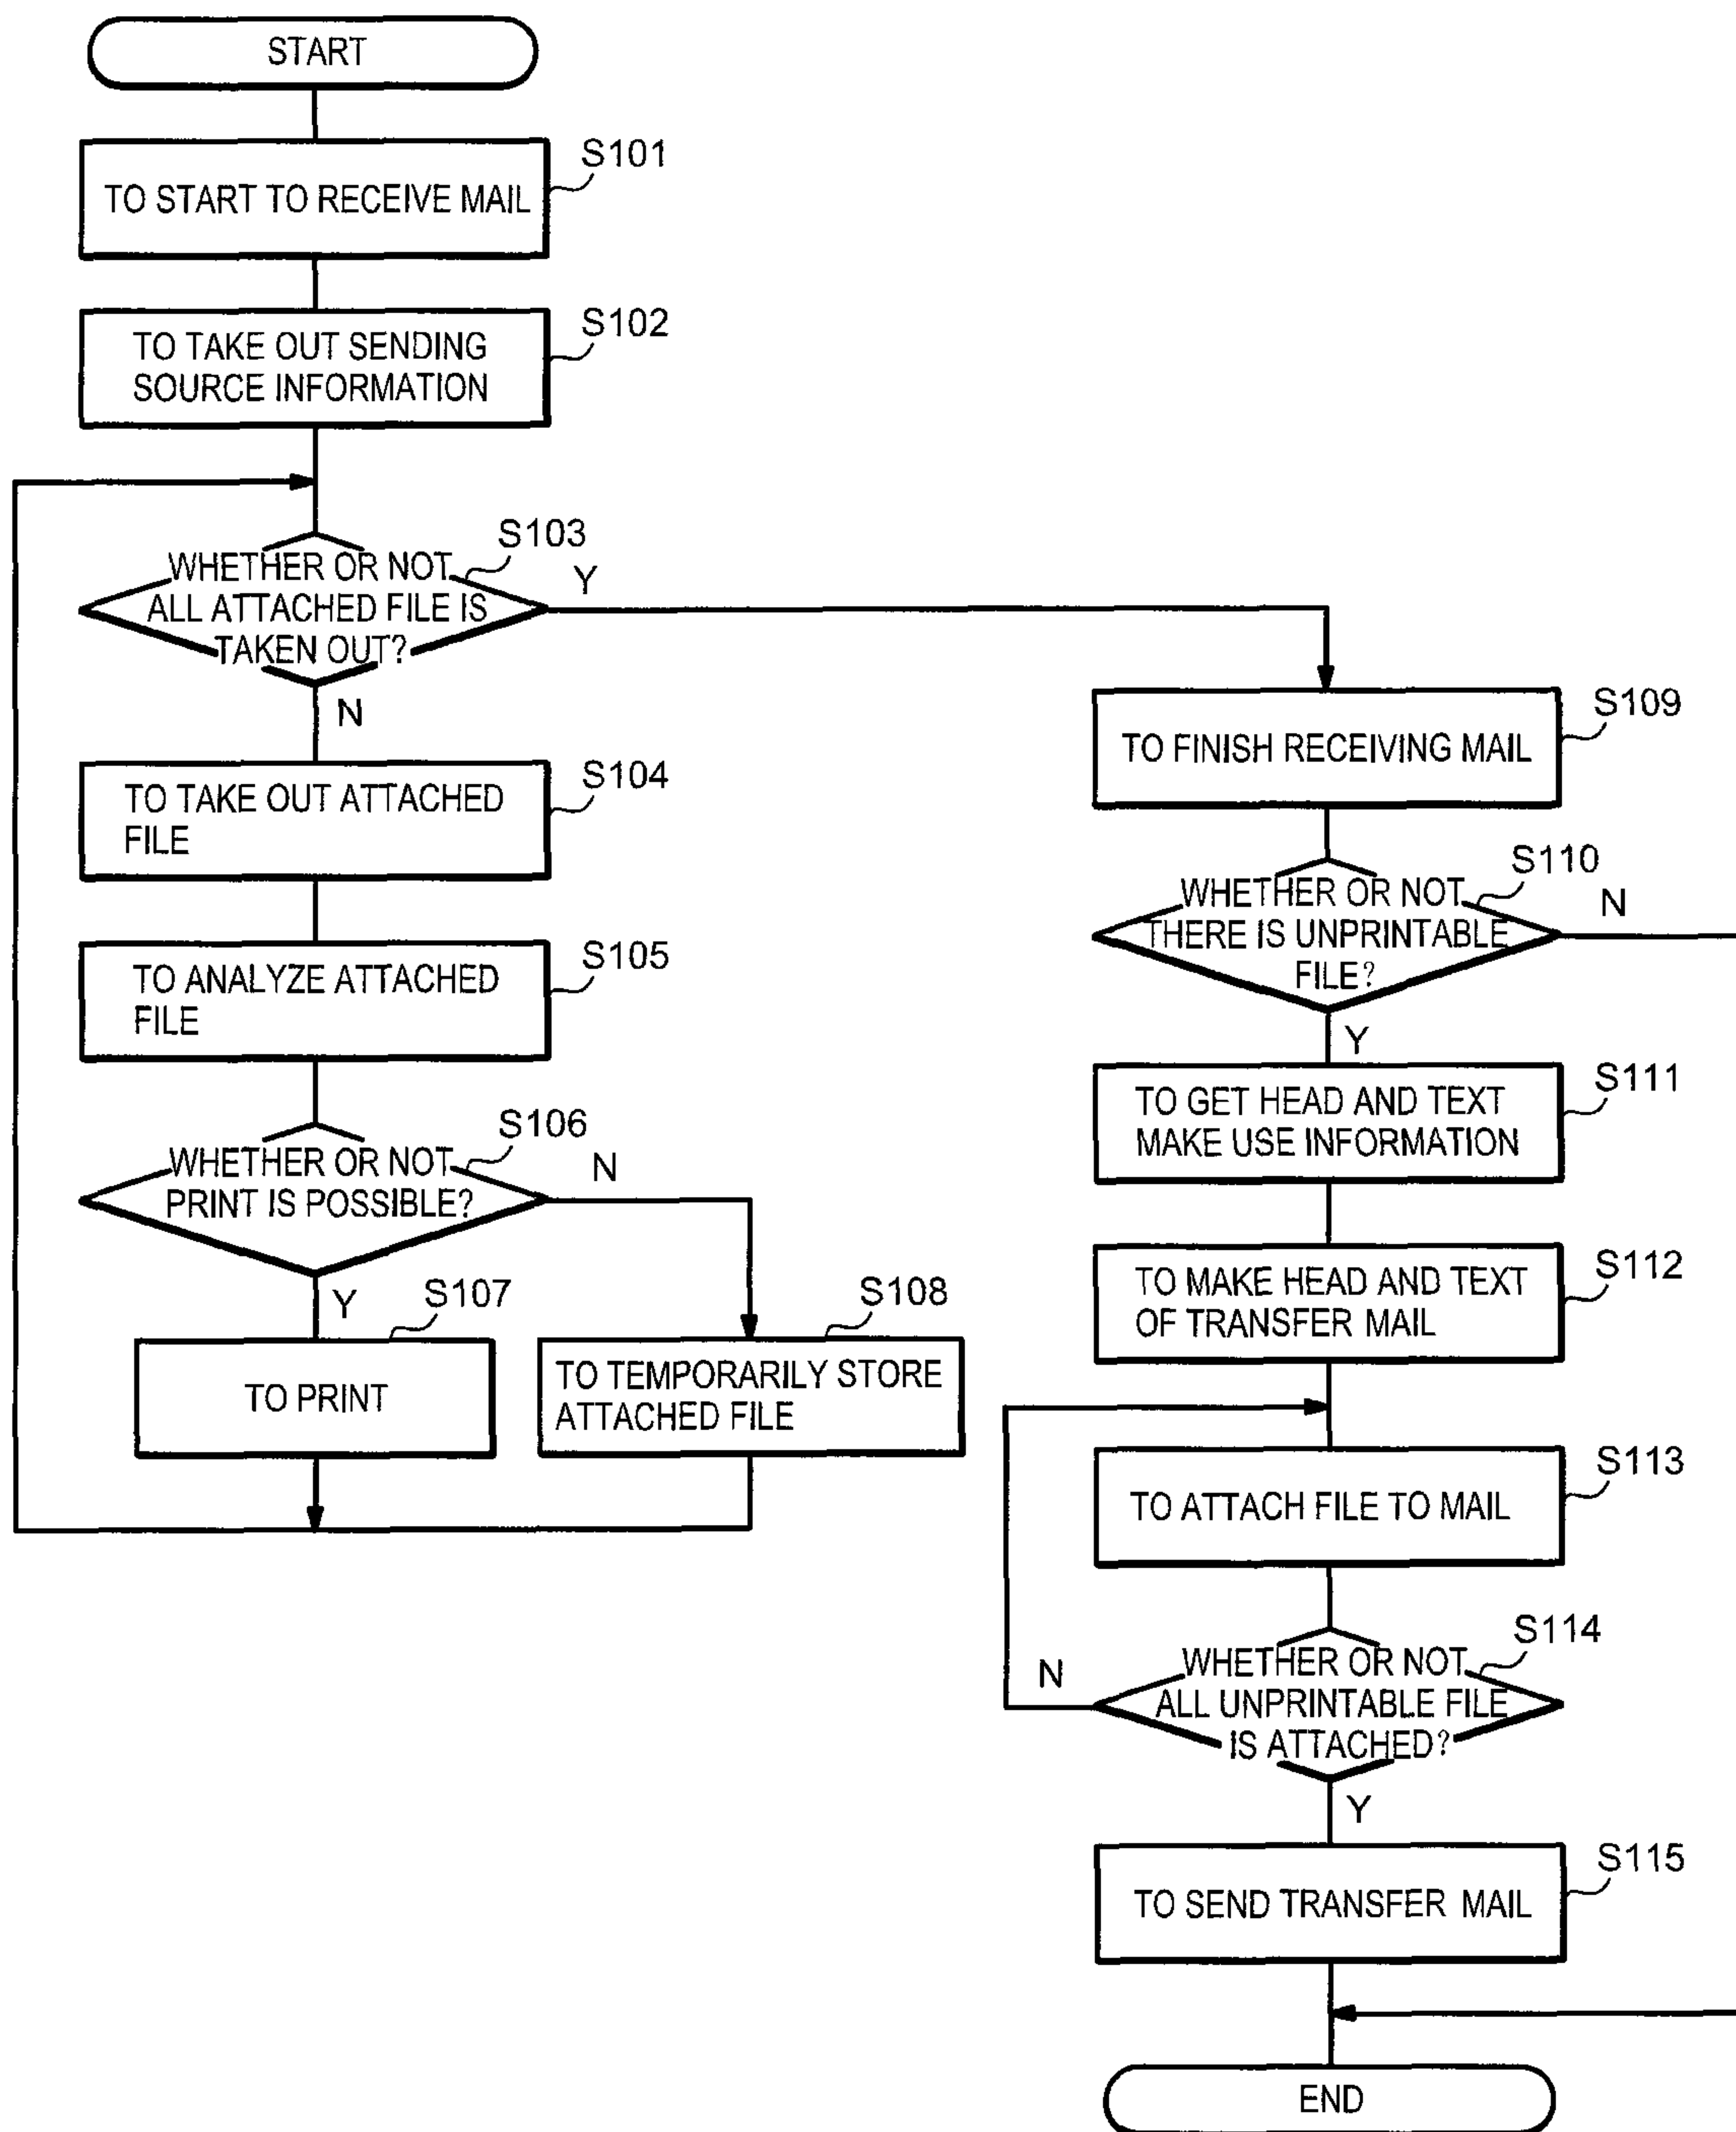 START
S101
TO START TO RECEIVE MAIL
S102
TO TAKE OUT SENDING
SOURCE INFORMATION
S103
WHETHER OR NOT
ALL ATTACHED FILE IS
TAKEN OUT?
Y
N
S104
TO TAKE OUT ATTACHED
FILE
S105
TO ANALYZE ATTACHED
FILE
S106
WHETHER OR NOT
PRINT IS POSSIBLE?
N
Y
S107
TO PRINT
S108
TO TEMPORARILY STORE
ATTACHED FILE
S109
TO FINISH RECEIVING MAIL
S110
WHETHER OR NOT
THERE IS UNPRINTABLE
FILE?
N
Y
S111
TO GET HEAD AND TEXT
MAKE USE INFORMATION
S112
TO MAKE HEAD AND TEXT
OF TRANSFER MAIL
S113
TO ATTACH FILE TO MAIL
S114
WHETHER OR NOT
ALL UNPRINTABLE FILE
IS ATTACHED?
N
Y
S115
TO SEND TRANSFER MAIL
END